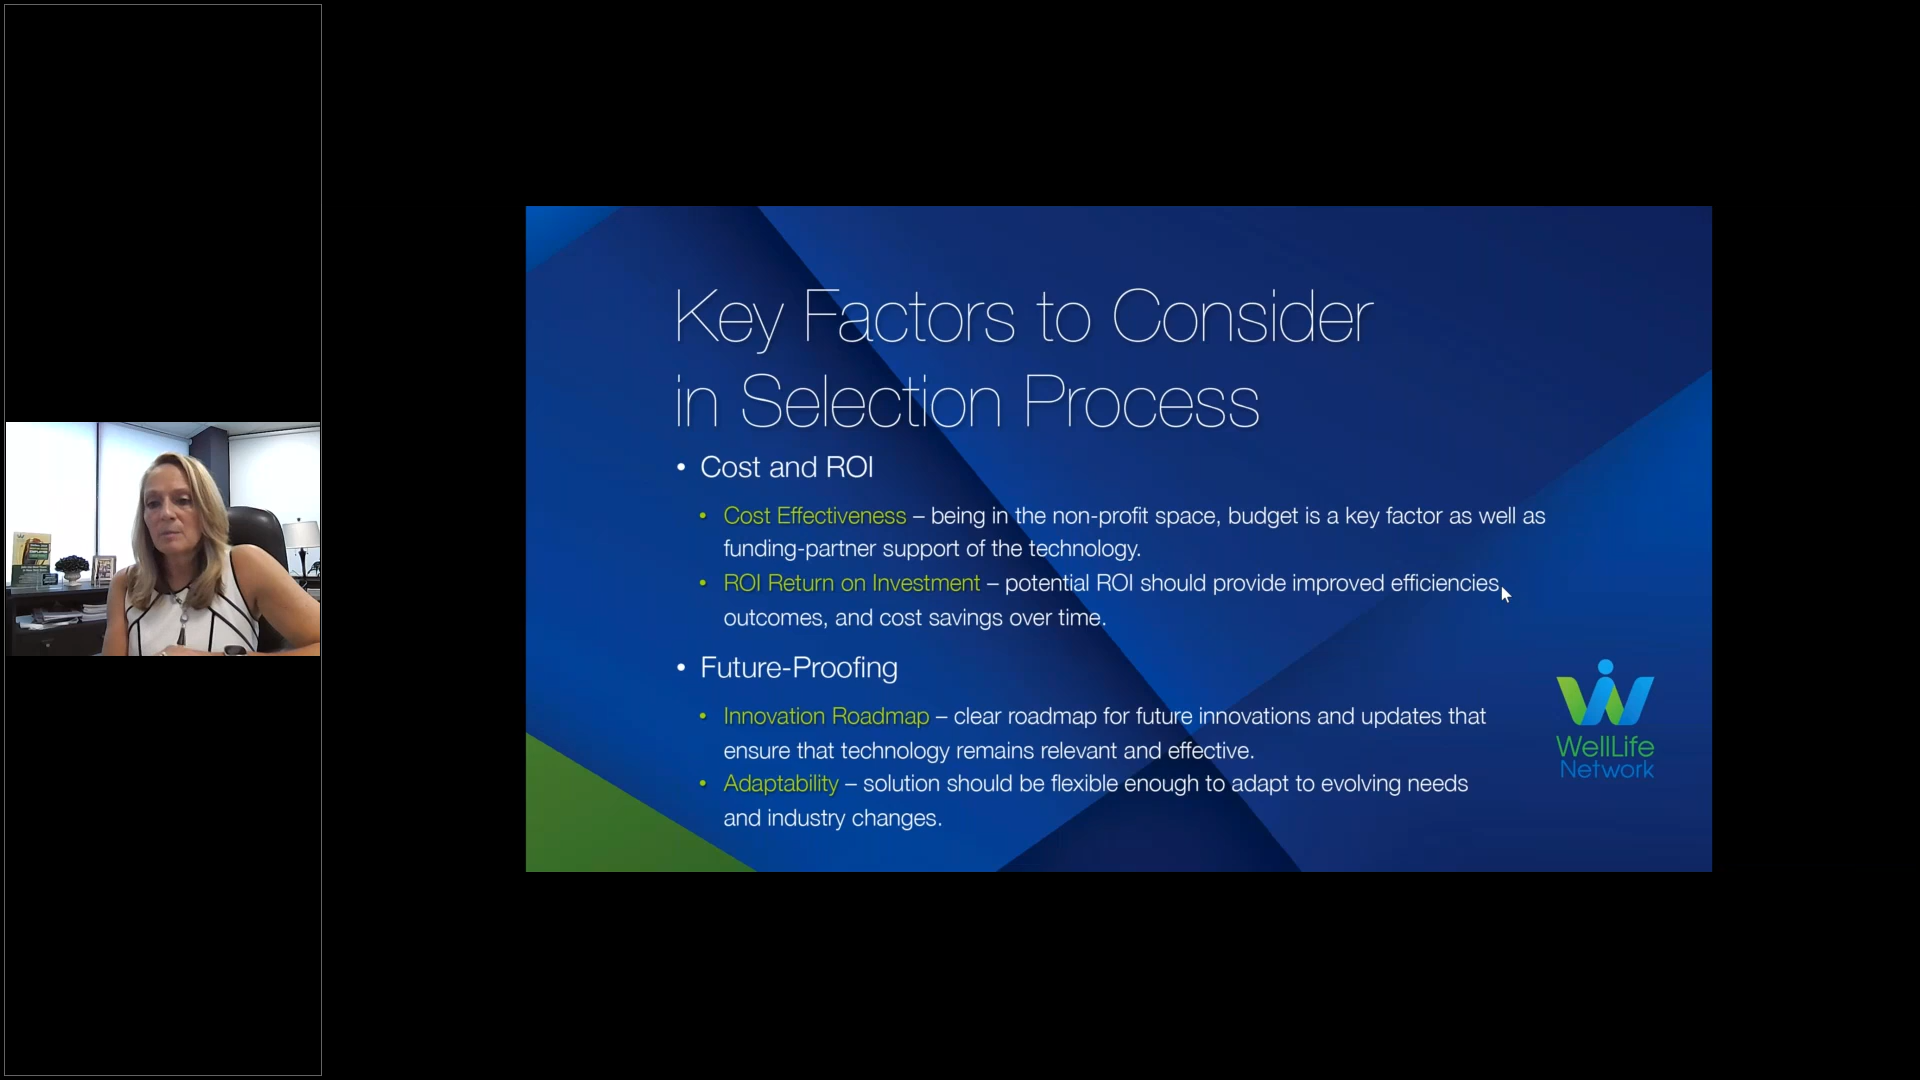 Key Factors to Consider
in Selection Process
• Cost and ROI
• Cost Effectiveness – being in the non-profit space, budget is a key factor as well as
funding-partner support of the technology.
• ROI Return on Investment – potential ROI should provide improved efficiencies,
outcomes, and cost savings over time.
• Future-Proofing
• Innovation Roadmap – clear roadmap for future innovations and updates that
ensure that technology remains relevant and effective.
• Adaptability – solution should be flexible enough to adapt to evolving needs
and industry changes.
WellLife
Network